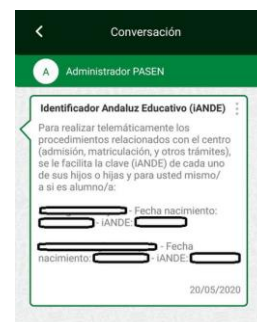 Conversación
A Administrador PASEN
Identificador Andaluz Educativo (iANDE)
Para realizar telemáticamente los
procedimientos relacionados con el centro
(admisión, matriculación, y otros trámites),
se le facilita la clave (iANDE) de cada uno
de sus hijos o hijas y para usted mismo/
a si es alumno/a:
- Fecha nacimiento:
- iANDE:
- Fecha
nacimiento: - iANDE:
20/05/2020